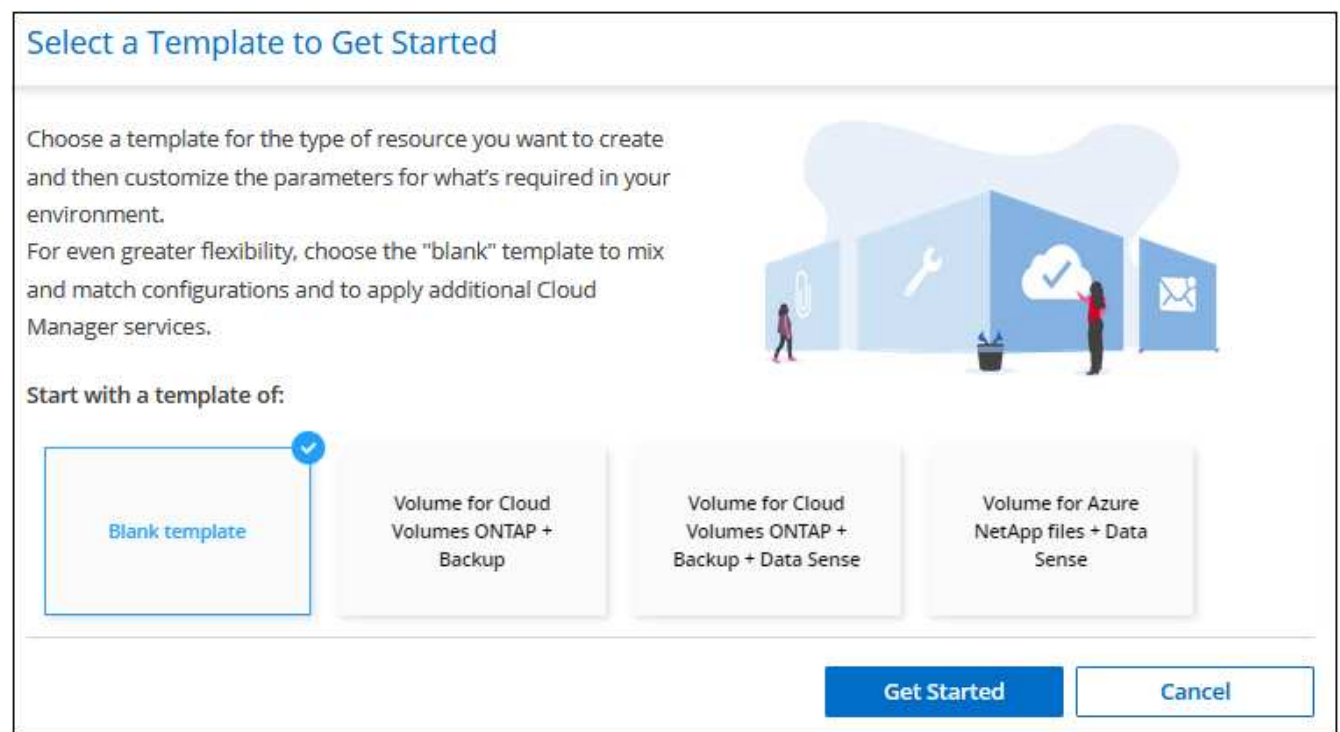 Select a Template to Get Started
Choose a template for the type of resource you want to create
and then customize the parameters for what's required in your
environment.
For even greater flexibility, choose the "blank" template to mix
and match configurations and to apply additional Cloud
Manager services.
Start with a template of:
Blank template
Volume for Cloud
Volumes ONTAP +
Backup
Volume for Cloud
Volumes ONTAP +
Backup + Data Sense
Volume for Azure
NetApp files + Data
Sense
Get Started
Cancel